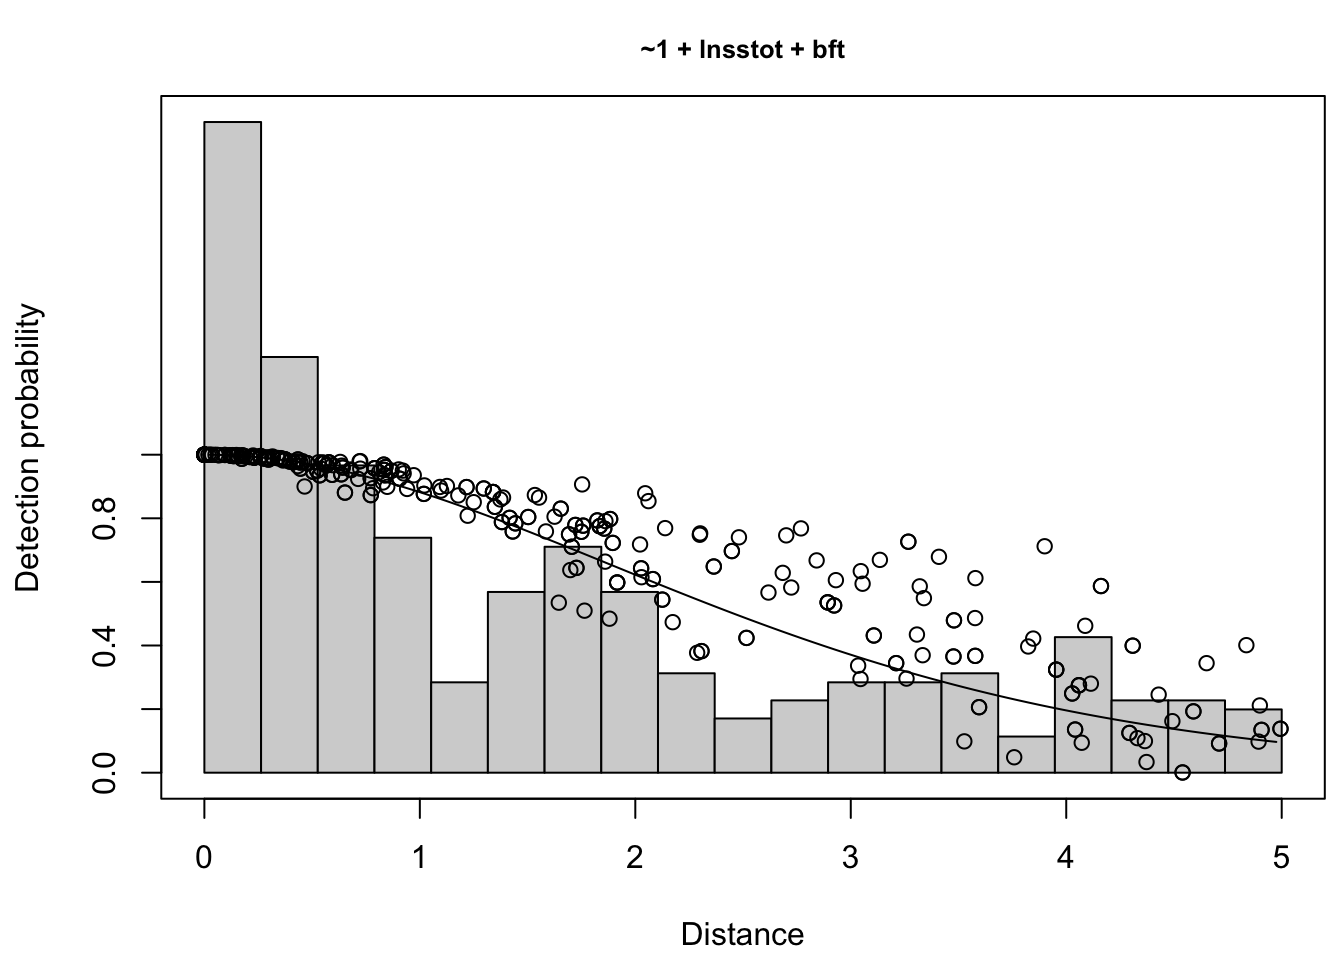 ~1 + lnsstot + bft
Detection probability
0.8
0.4
0.0
0 1 2 3 4 5
Distance